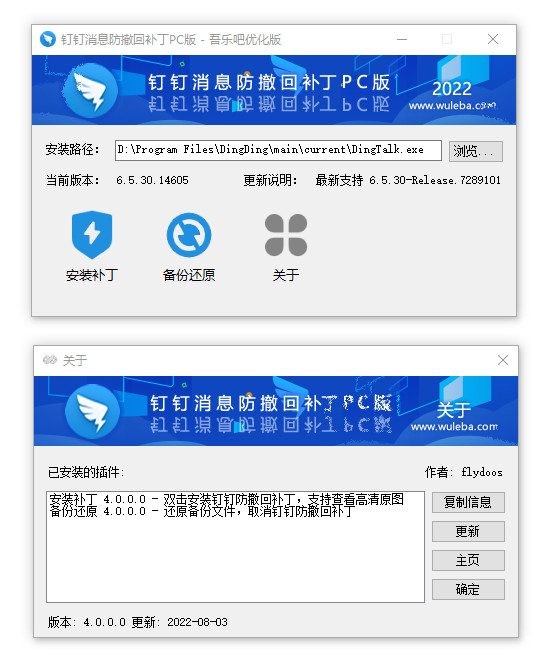 钉钉消息防撤回补丁PC版 - 吾乐吧优化版
钉钉消息防撤回补丁PC版
2022
www.wuleba.com
安装路径: D:\Program Files\DingDing\main\current\DingTalk.exe 浏览...
当前版本: 6.5.30.14605 更新说明: 最新支持 6.5.30-Release.7289101
安装补丁 备份还原 关于
关于
钉钉消息防撤回补丁PC版
关于
www.wuleba.com
已安装的插件: 作者: flydoos
安装补丁 4.0.0.0 - 双击安装钉钉防撤回补丁，支持查看高清原图
备份还原 4.0.0.0 - 还原备份文件，取消钉钉防撤回补丁
复制信息
更新
主页
确定
版本: 4.0.0.0 更新: 2022-08-03